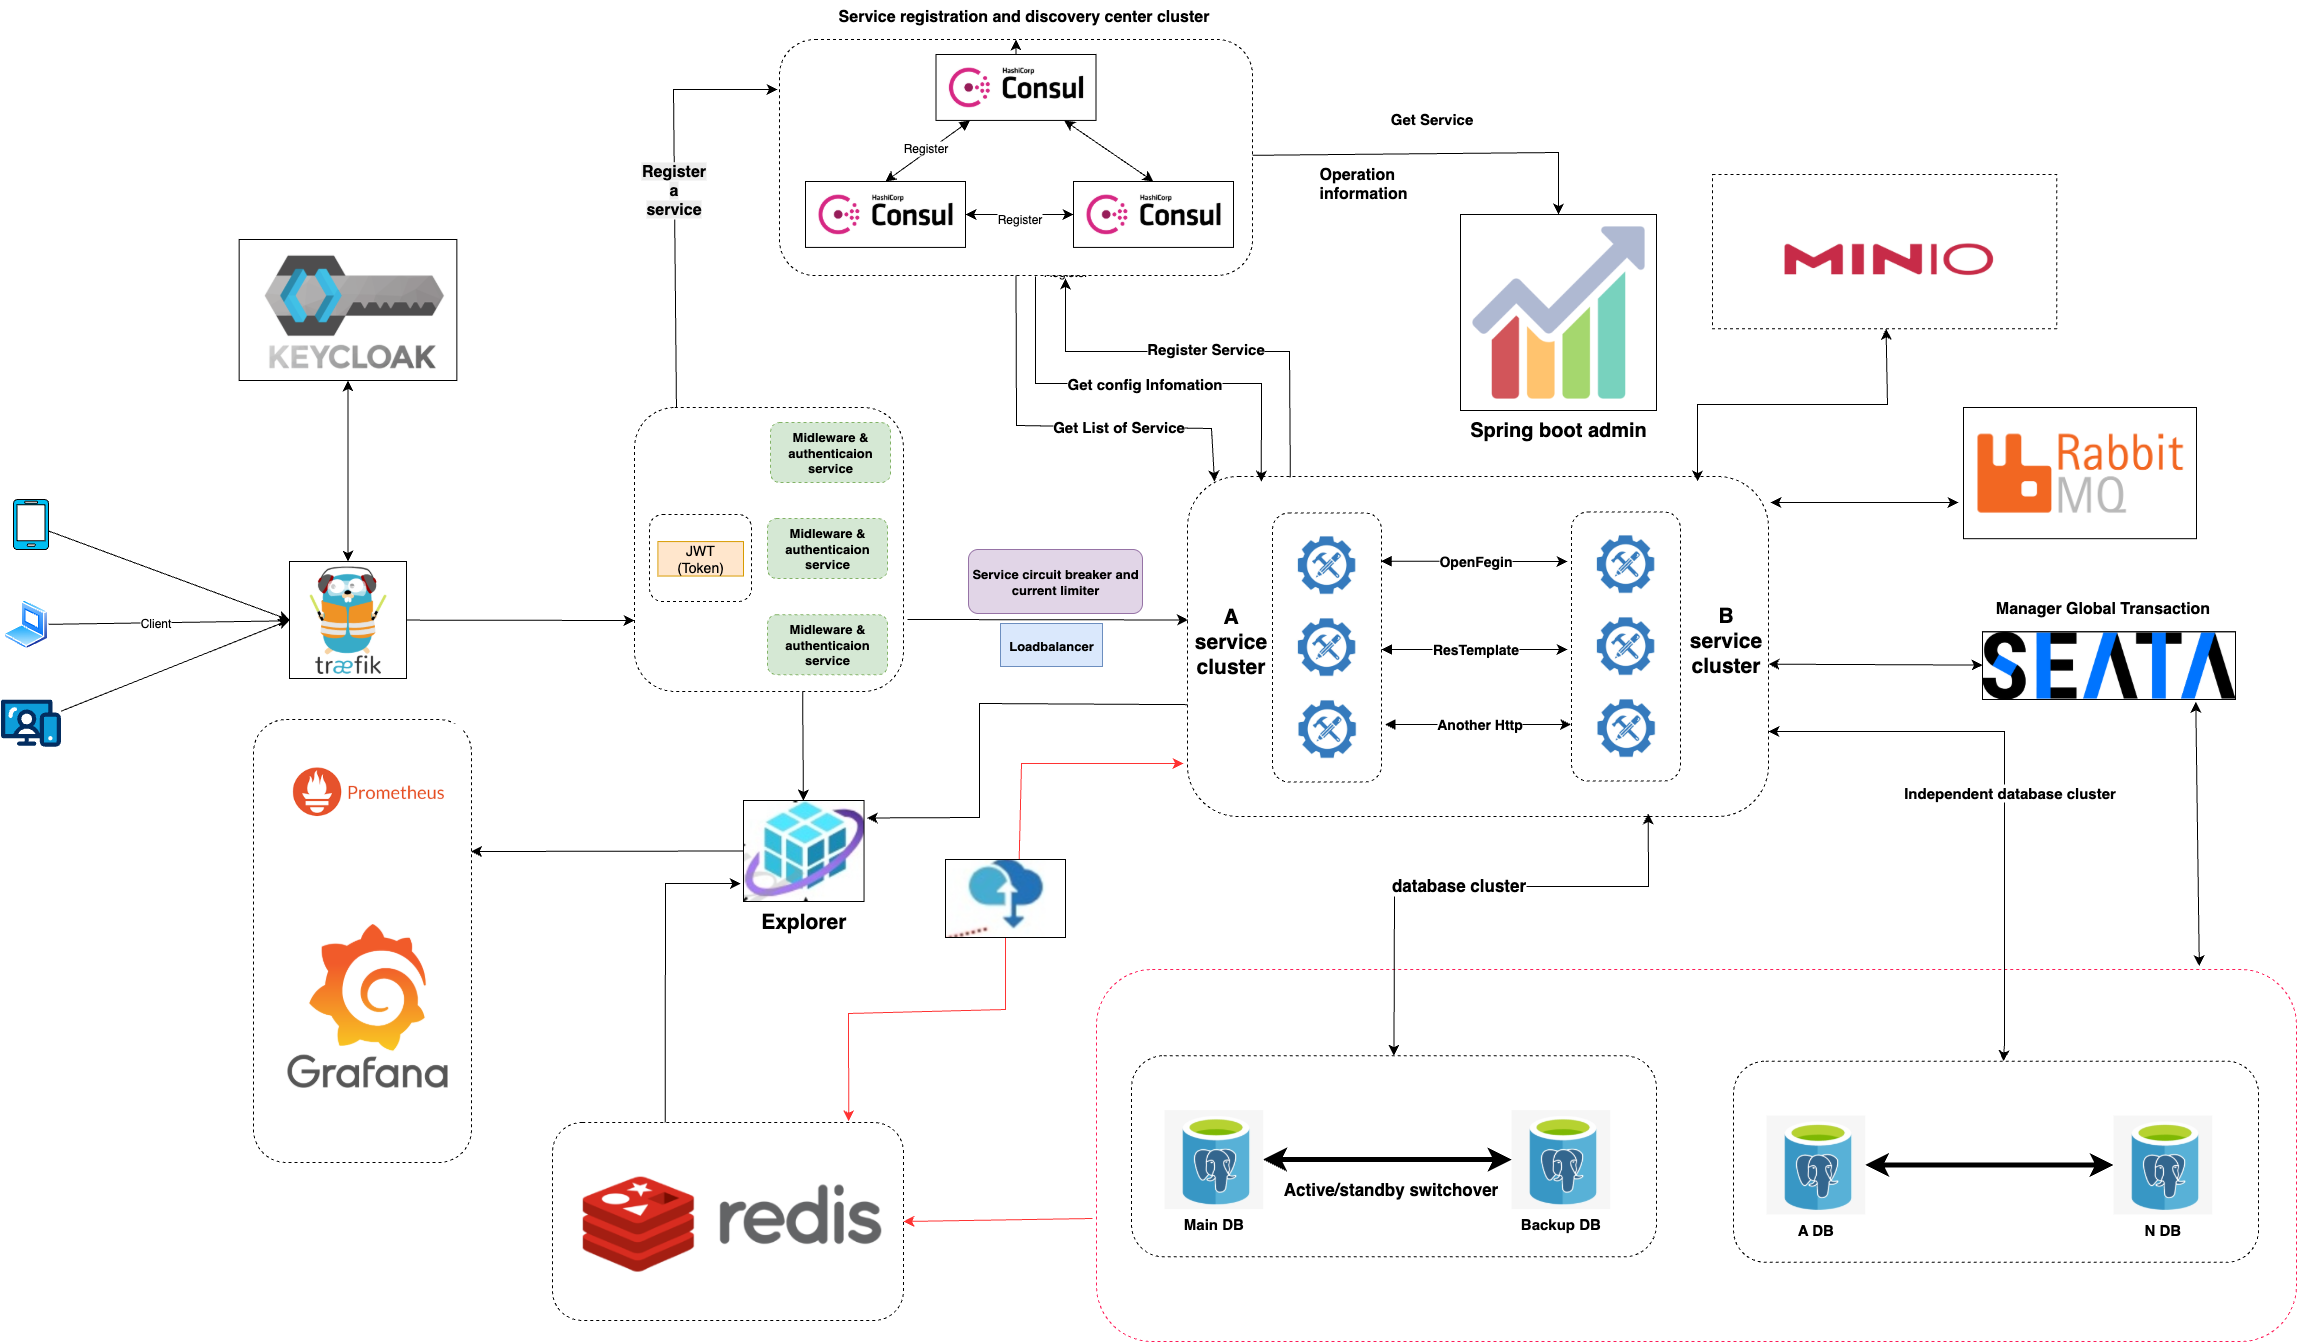 Service registration and discovery center cluster
HashiCorp
Consul
Register
HashiCorp
Consul
Register
HashiCorp
Consul
Get Service
Operation
information
Register
a
service
KEYCLOAK
MINIO
Register Service
Get config Infomation
Get List of Service
Spring boot admin
Rabbit
MQ
Midleware &
authenticaion
service
JWT
(Token)
Midleware &
authenticaion
service
Midleware &
authenticaion
service
Service circuit breaker and
current limiter
Loadbalancer
Client
træfik
A
service
cluster
OpenFegin
ResTemplate
Another Http
B
service
cluster
Manager Global Transaction
SEATA
Independent database cluster
Prometheus
Grafana
Explorer
database cluster
redis
Active/standby switchover
Main DB
Backup DB
A DB
N DB